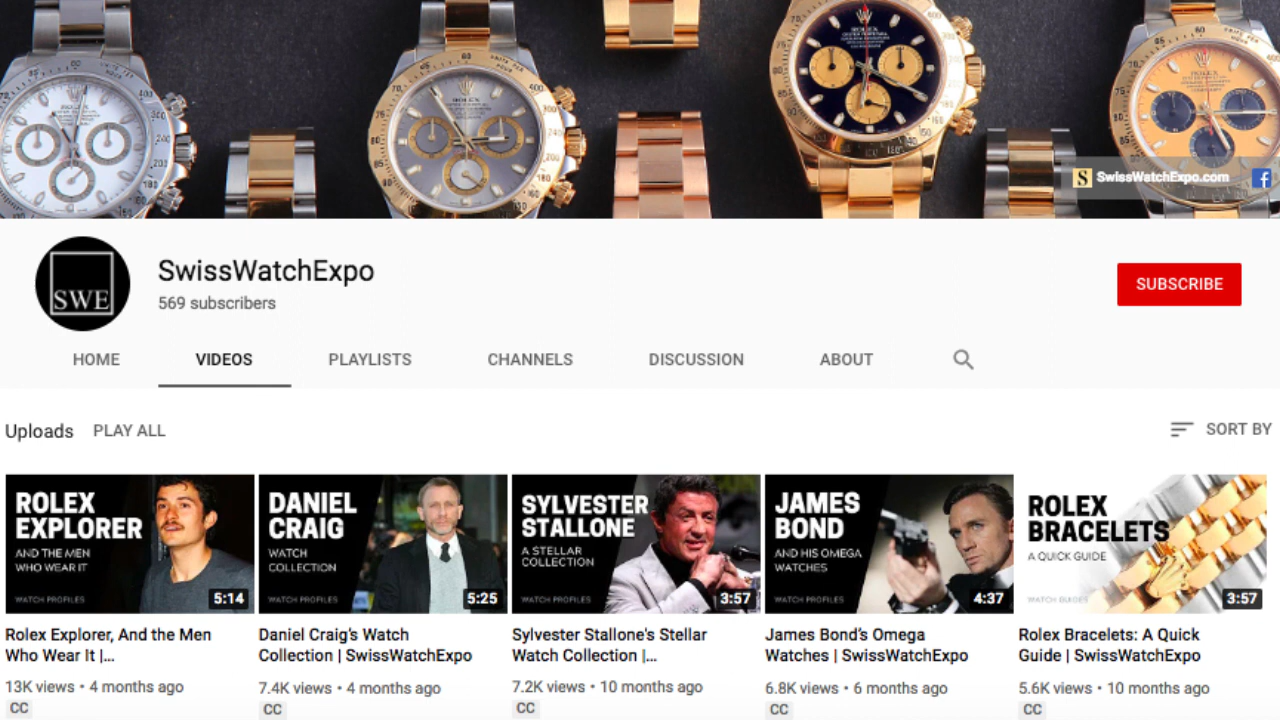 ROLEX
ROLEX
ROLEX
ROLEX
SwissWatchExpo.com
SWE
SwissWatchExpo
569 subscribers
SUBSCRIBE
HOME
VIDEOS
PLAYLISTS
CHANNELS
DISCUSSION
ABOUT
Uploads
PLAY ALL
SORT BY
ROLEX
EXPLORER
AND THE MEN
WHO WEAR IT
WATCH PROFILES
5:14
DANIEL
CRAIG
WATCH
COLLECTION
WATCH PROFILES
5:25
SYLVESTER
STALLONE
A STELLAR
COLLECTION
WATCH PROFILES
3:57
JAMES
BOND
AND HIS OMEGA
WATCHES
WATCH PROFILES
4:37
ROLEX
BRACELETS
A QUICK GUIDE
WATCH GUIDES
3:57
Rolex Explorer, And the Men
Who Wear It |...
13K views • 4 months ago
CC
Daniel Craig's Watch
Collection | SwissWatchExpo
7.4K views • 4 months ago
CC
Sylvester Stallone's Stellar
Watch Collection |...
7.2K views • 10 months ago
CC
James Bond's Omega
Watches | SwissWatchExpo
6.8K views • 6 months ago
CC
Rolex Bracelets: A Quick
Guide | SwissWatchExpo
5.6K views • 10 months ago
CC